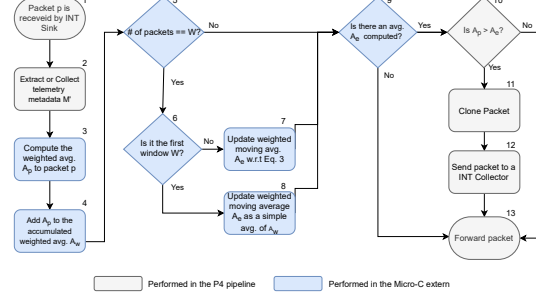 1
Packet p is
receveid by INT
Sink
2
Extract or Collect
telemetry
metadata M'
3
Compute the
weighted avg.
Ap to packet p
4
Add Ap to the
accumulated
weighted avg. Aw
5
# of packets == W?
No
Yes
6
Is it the first
window W?
No
Yes
7
Update weighted
moving avg.
Ae w.r.t Eq. 3
8
Update weighted
moving average
Ae as a simple
avg. of Aw
9
Is there an avg.
Ae computed?
Yes
No
10
Is Ap > Ae?
No
Yes
11
Clone Packet
12
Send packet to a
INT Collector
13
Forward packet
Performed in the P4 pipeline
Performed in the Micro-C extern